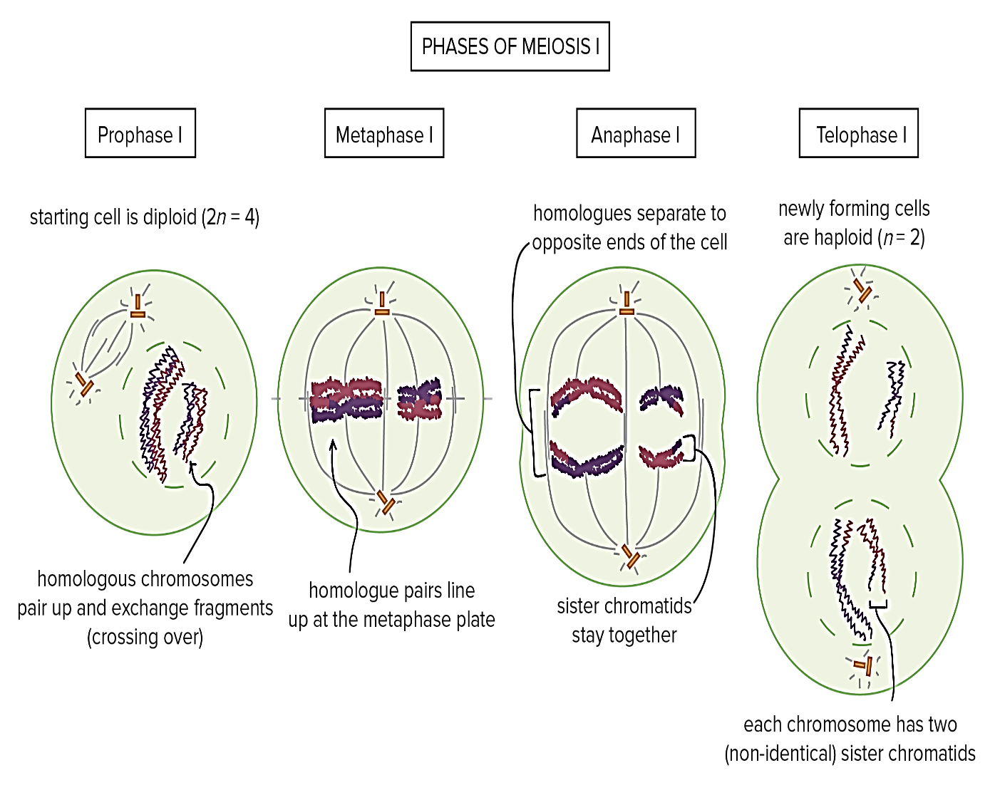 PHASES OF MEIOSIS I
Prophase I
Metaphase I
Anaphase I
Telophase I
starting cell is diploid (2n = 4)
homologues separate to
opposite ends of the cell
newly forming cells
are haploid (n = 2)
homologous chromosomes
pair up and exchange fragments
(crossing over)
homologue pairs line
up at the metaphase plate
sister chromatids
stay together
each chromosome has two
(non-identical) sister chromatids